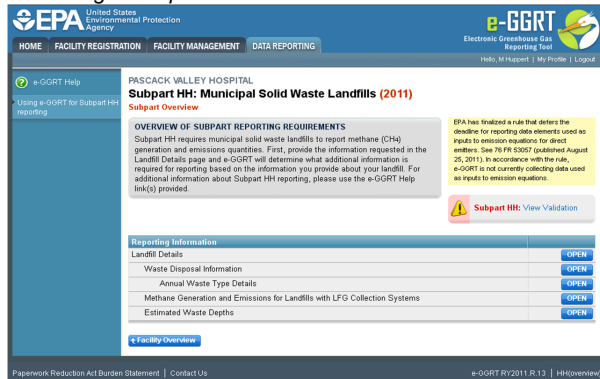 EPA United States
Environmental Protection
Agency
e-GGRT
Electronic Greenhouse Gas
Reporting Tool
HOME FACILITY REGISTRATION FACILITY MANAGEMENT DATA REPORTING
Hello, M Huppert | My Profile | Logout
e-GGRT Help
Using e-GGRT for Subpart HH
reporting
PASCACK VALLEY HOSPITAL
Subpart HH: Municipal Solid Waste Landfills (2011)
Subpart Overview
OVERVIEW OF SUBPART REPORTING REQUIREMENTS
Subpart HH requires municipal solid waste landfills to report methane (CH4)
generation and emissions quantities. First, provide the information requested in the
Landfill Details page and e-GGRT will determine what additional information is
required for reporting based on the information you provide about your landfill. For
additional information about Subpart HH reporting, please use the e-GGRT Help
link(s) provided.
EPA has finalized a rule that defers the
deadline for reporting data elements used as
inputs to emission equations for direct
emitters. See 76 FR 53057 (published August
25, 2011). In accordance with the rule,
e-GGRT is not currently collecting data used
as inputs to emission equations.
Subpart HH: View Validation
Reporting Information
Landfill Details OPEN
Waste Disposal Information OPEN
Annual Waste Type Details OPEN
Methane Generation and Emissions for Landfills with LFG Collection Systems OPEN
Estimated Waste Depths OPEN
Facility Overview
Paperwork Reduction Act Burden Statement | Contact Us
e-GGRT RY2011.R.13 | HH(overview)